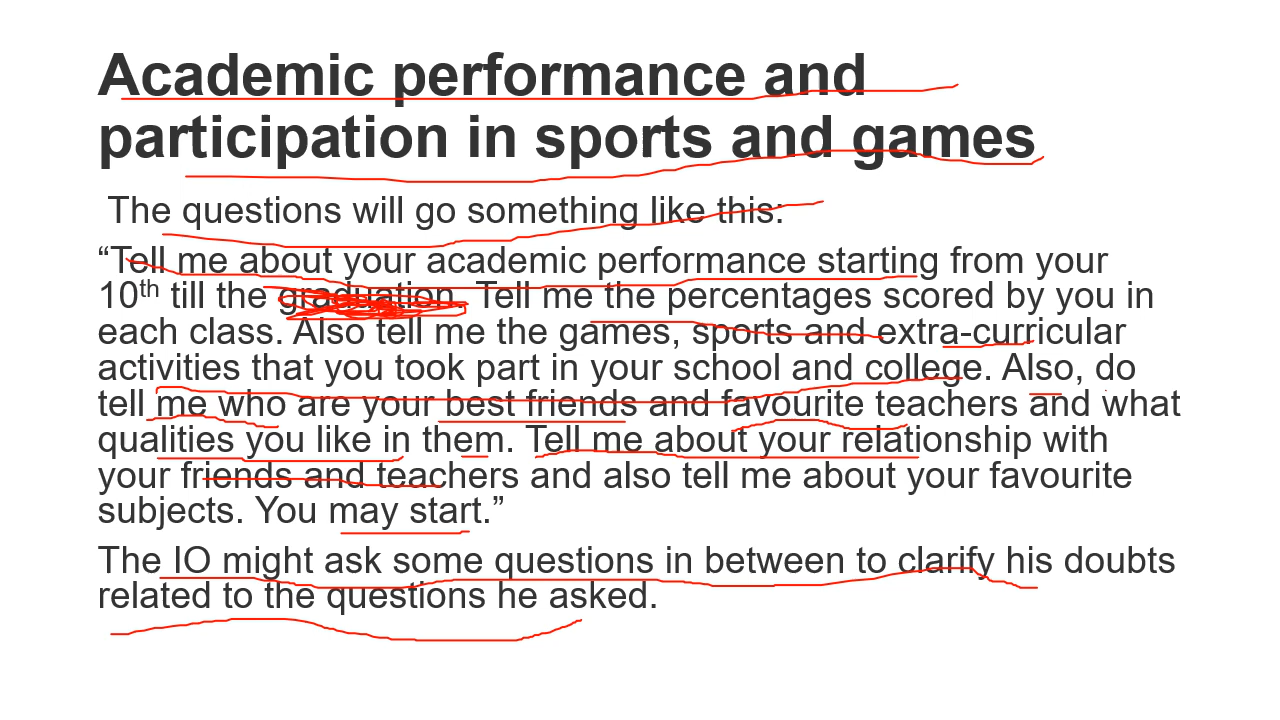 Academic performance and
participation in sports and games
The questions will go something like this:
“Tell me about your academic performance starting from your
10th till the graduation. Tell me the percentages scored by you in
each class. Also tell me the games, sports and extra-curricular
activities that you took part in your school and college. Also, do
tell me who are your best friends and favourite teachers and what
qualities you like in them. Tell me about your relationship with
your friends and teachers and also tell me about your favourite
subjects. You may start.”
The IO might ask some questions in between to clarify his doubts
related to the questions he asked.